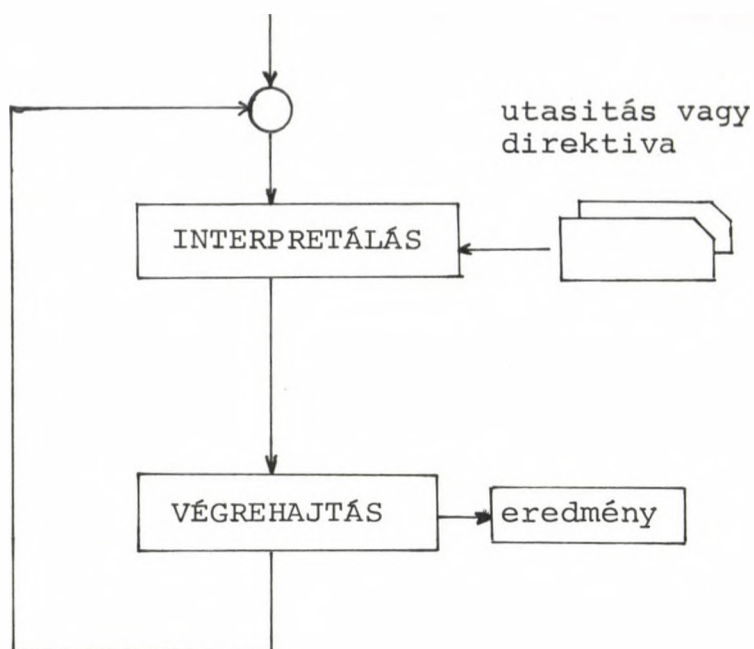 utasitás vagy
direktiva
INTERPRETÁLÁS
VÉGREHAJTÁS
eredmény